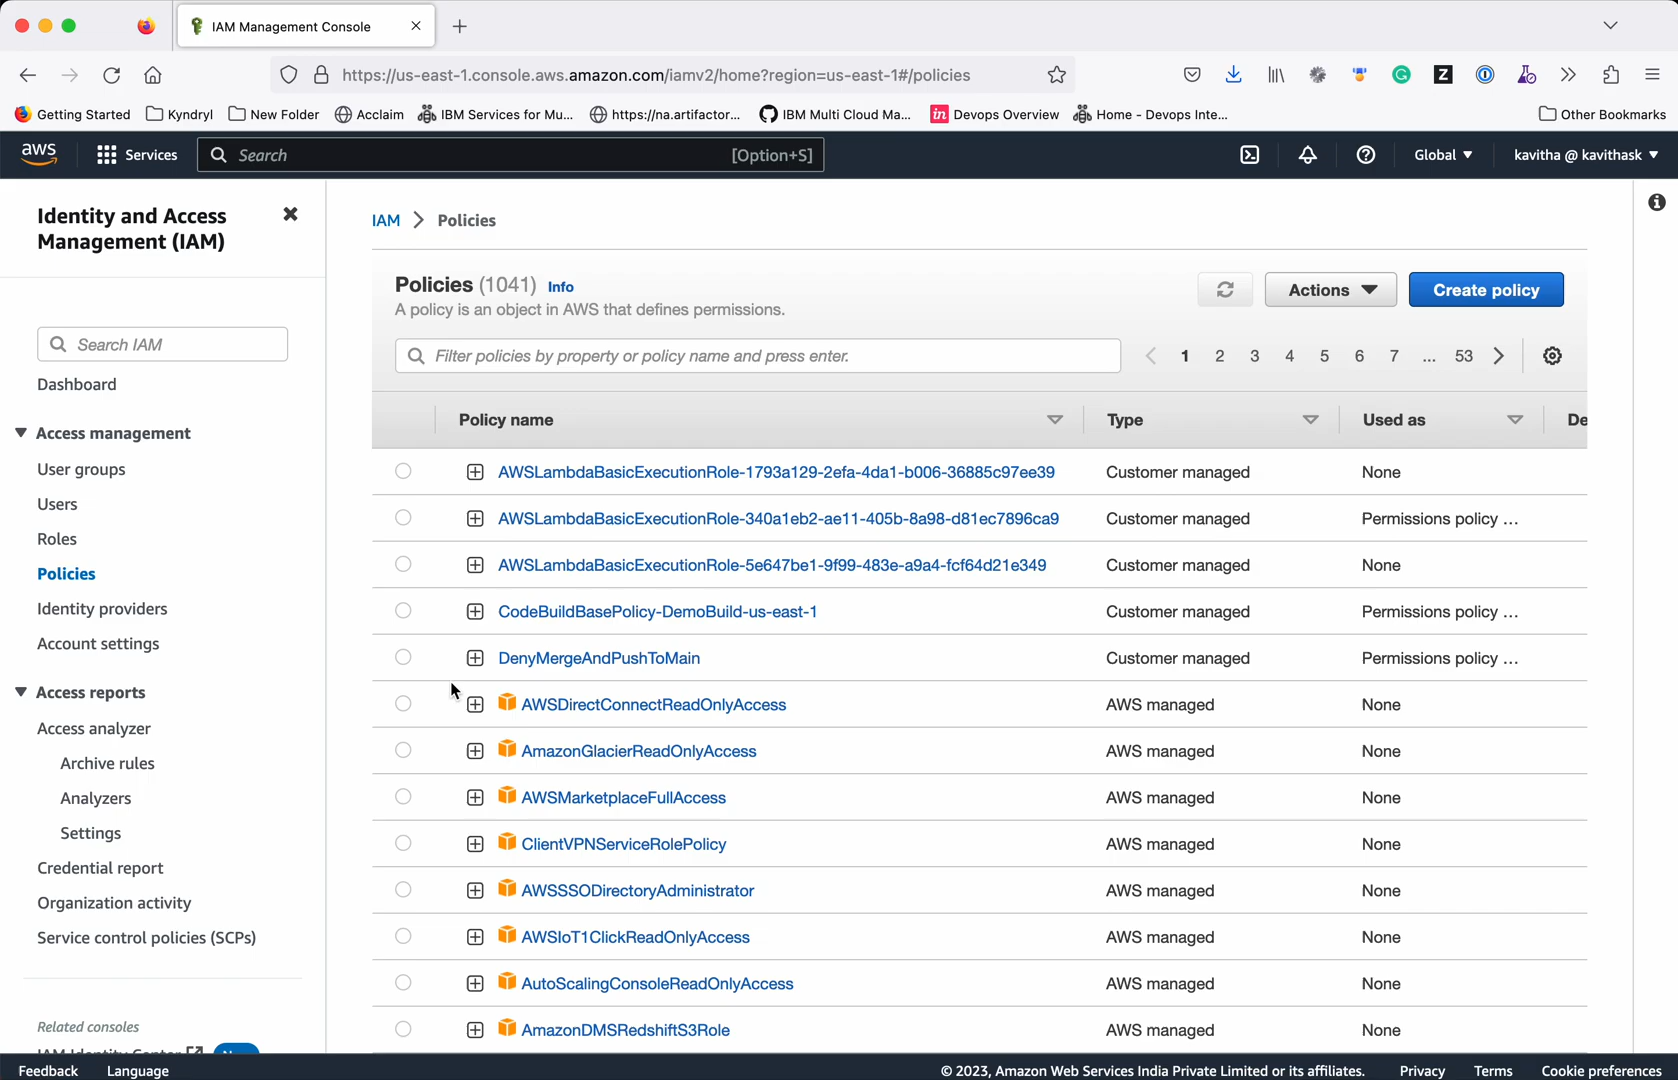 IAM Management Console
https://us-east-1.console.aws.amazon.com/iamv2/home?region=us-east-1#/policies
Getting Started
Kyndryl
New Folder
Acclaim
IBM Services for Mu...
https://na.artifactor...
IBM Multi Cloud Ma...
in Devops Overview
Home - Devops Inte...
Other Bookmarks
aws
Services
Search
[Option+S]
Global
kavitha @ kavithask
Identity and Access
Management (IAM)
Search IAM
Dashboard
Access management
User groups
Users
Roles
Policies
Identity providers
Account settings
Access reports
Access analyzer
Archive rules
Analyzers
Settings
Credential report
Organization activity
Service control policies (SCPs)
Related consoles
IAM > Policies
Policies (1041) Info
A policy is an object in AWS that defines permissions.
Actions
Create policy
Filter policies by property or policy name and press enter.
1 2 3 4 5 6 7 ... 53
Policy name Type Used as De
AWSLambdaBasicExecutionRole-1793a129-2efa-4da1-b006-36885c97ee39 Customer managed None
AWSLambdaBasicExecutionRole-340a1eb2-ae11-405b-8a98-d81ec7896ca9 Customer managed Permissions policy ...
AWSLambdaBasicExecutionRole-5e647be1-9f99-483e-a9a4-fcf64d21e349 Customer managed None
CodeBuildBasePolicy-DemoBuild-us-east-1 Customer managed Permissions policy ...
DenyMergeAndPushToMain Customer managed Permissions policy ...
AWSDirectConnectReadOnlyAccess AWS managed None
AmazonGlacierReadOnlyAccess AWS managed None
AWSMarketplaceFullAccess AWS managed None
ClientVPNServiceRolePolicy AWS managed None
AWSSSODirectoryAdministrator AWS managed None
AWSIoT1ClickReadOnlyAccess AWS managed None
AutoScalingConsoleReadOnlyAccess AWS managed None
AmazonDMSRedshiftS3Role AWS managed None
Feedback
Language
© 2023, Amazon Web Services India Private Limited or its affiliates.
Privacy
Terms
Cookie preferences